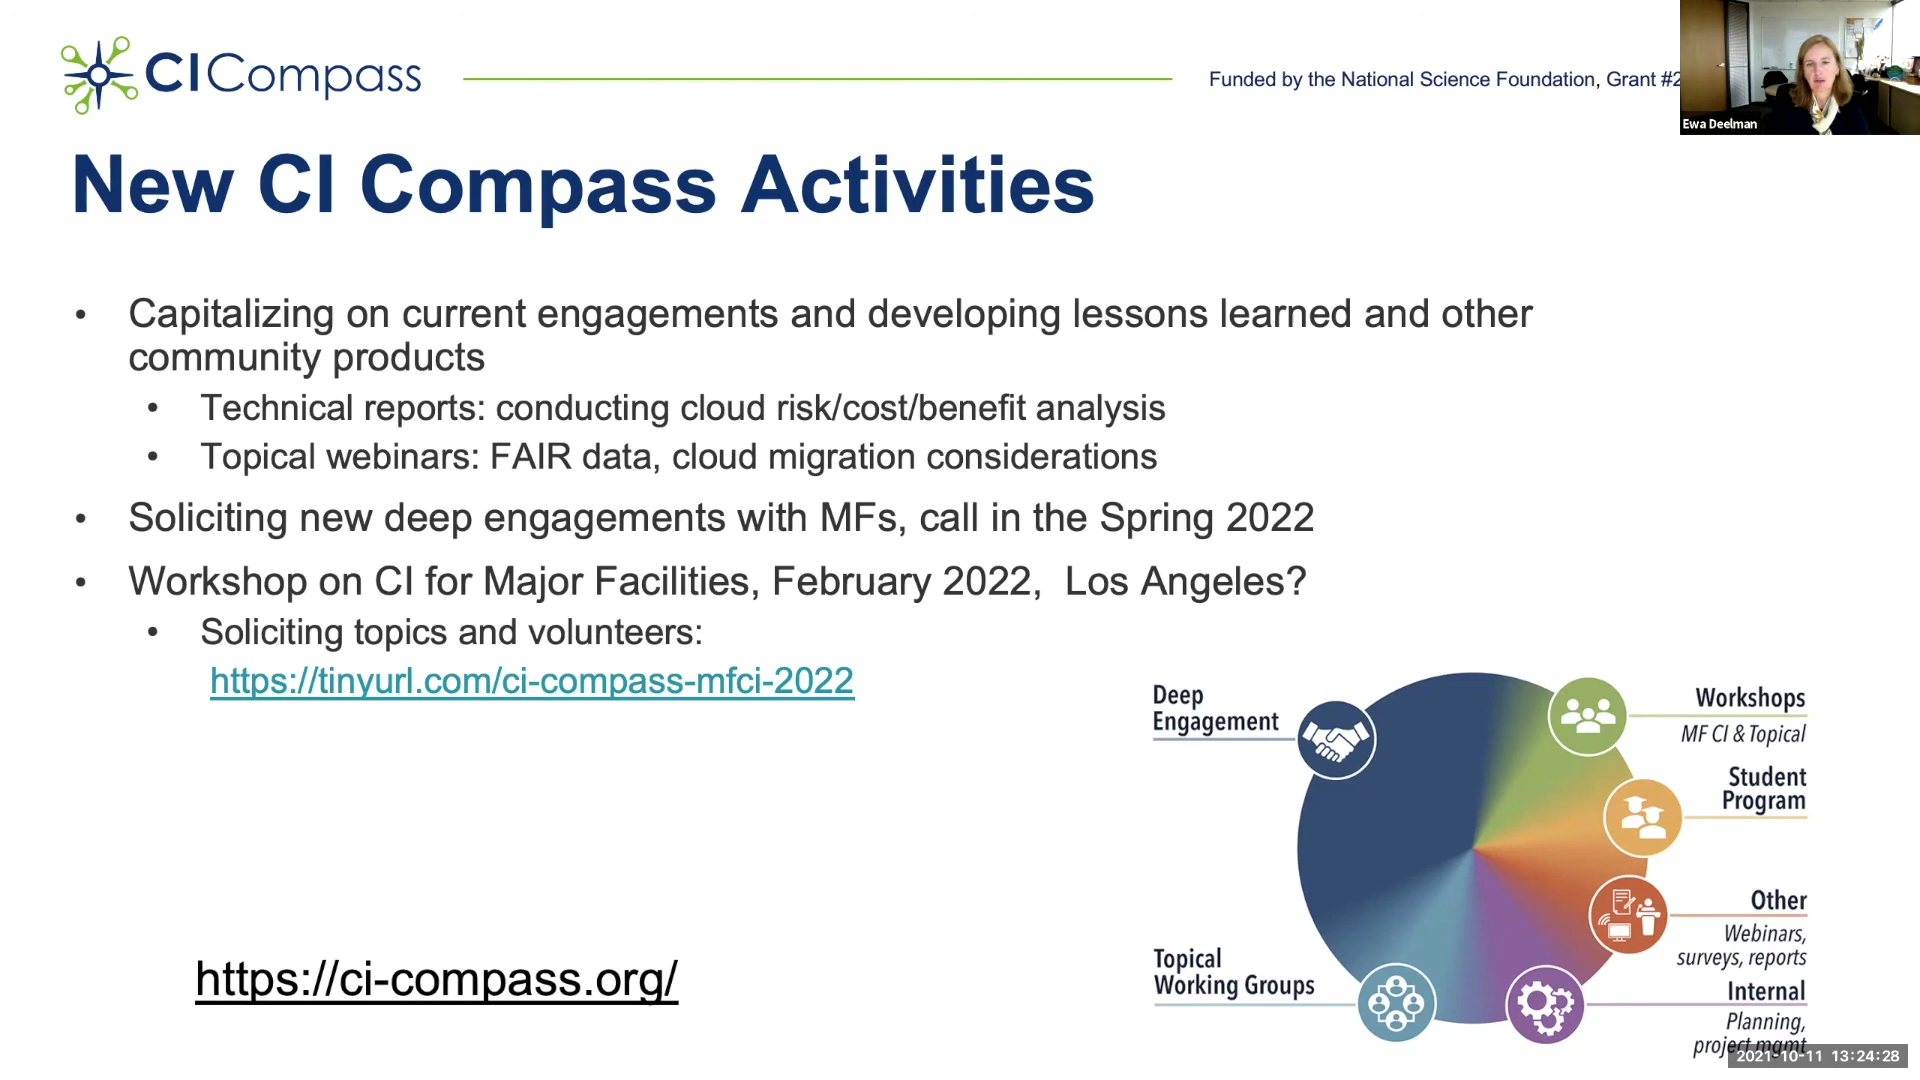 CICompass
Funded by the National Science Foundation, Grant #2
Ewa Deelman
New CI Compass Activities
• Capitalizing on current engagements and developing lessons learned and other
community products
• Technical reports: conducting cloud risk/cost/benefit analysis
• Topical webinars: FAIR data, cloud migration considerations
• Soliciting new deep engagements with MFs, call in the Spring 2022
• Workshop on CI for Major Facilities, February 2022, Los Angeles?
• Soliciting topics and volunteers:
https://tinyurl.com/ci-compass-mfci-2022
Deep
Engagement
Workshops
MF CI & Topical
Student
Program
Other
Webinars,
surveys, reports
Topical
Working Groups
Internal
Planning,
project mgmt
https://ci-compass.org/
2021-10-11 13:24:28